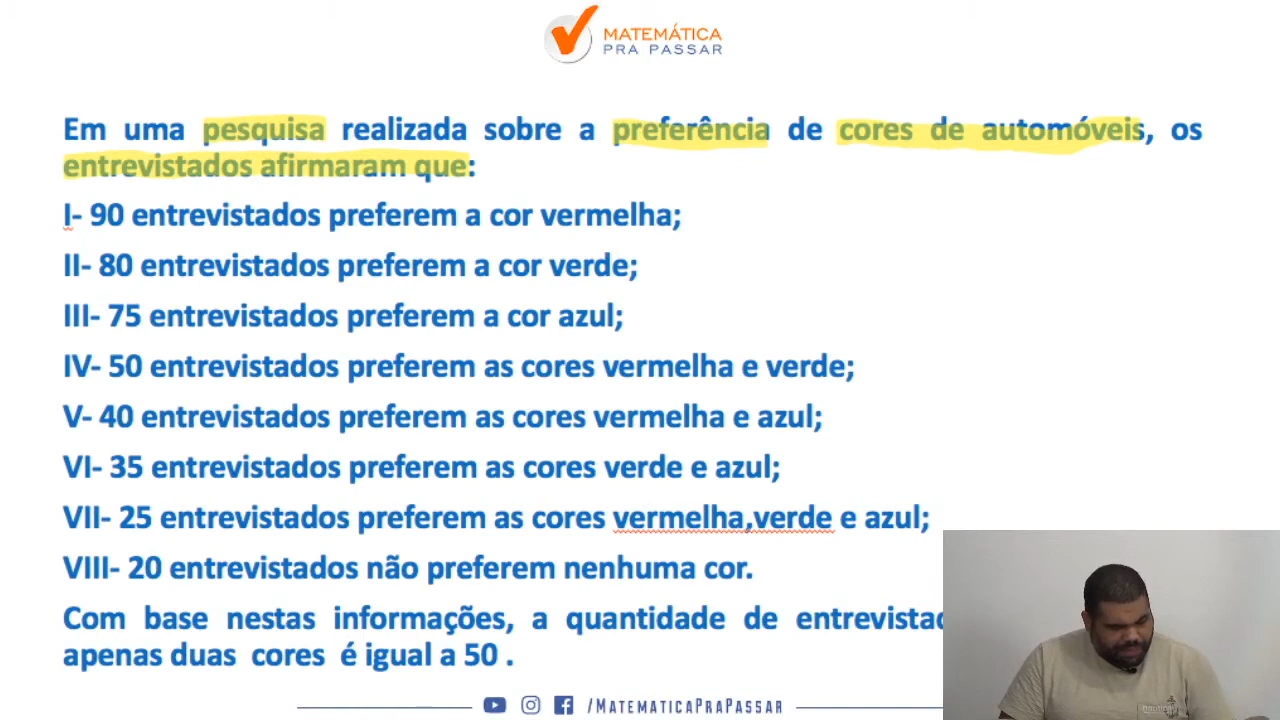 MATEMÁTICA
PRA PASSAR
Em uma pesquisa realizada sobre a preferência de cores de automóveis, os
entrevistados afirmaram que:
I- 90 entrevistados preferem a cor vermelha;
II- 80 entrevistados preferem a cor verde;
III- 75 entrevistados preferem a cor azul;
IV- 50 entrevistados preferem as cores vermelha e verde;
V- 40 entrevistados preferem as cores vermelha e azul;
VI- 35 entrevistados preferem as cores verde e azul;
VII- 25 entrevistados preferem as cores vermelha,verde e azul;
VIII- 20 entrevistados não preferem nenhuma cor.
Com base nestas informações, a quantidade de
apenas duas cores é igual a 50 .
/MATEMATICAPRAPASSAR